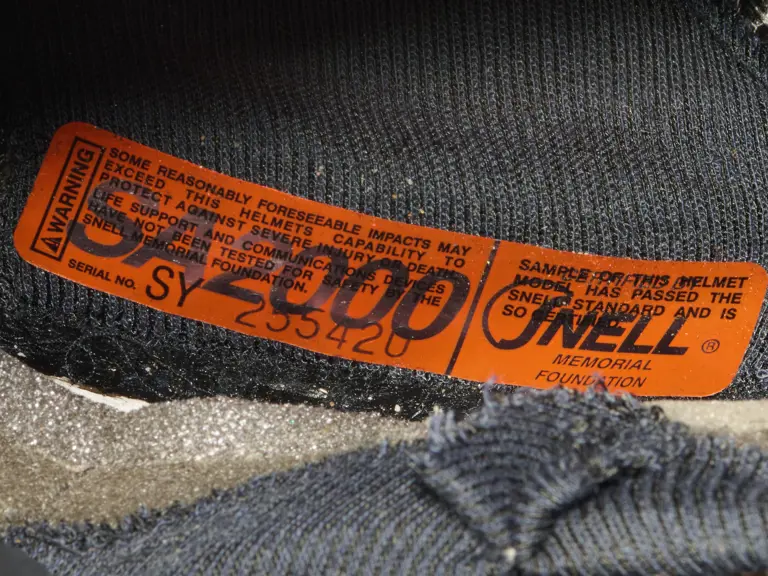 ⚠WARNING
SOME REASONABLY FORESEEABLE IMPACTS MAY
EXCEED THIS HELMETS CAPABILITY TO
PROTECT AGAINST SEVERE INJURY OR DEATH
LIFE SUPPORT AND COMMUNICATIONS DEVICES
HAVE NOT BEEN TESTED FOR SAFETY BY THE
SNELL MEMORIAL FOUNDATION.
SA2000
SERIAL NO. SY 255420
SAMPLE OF THIS HELMET
MODEL HAS PASSED THE
SNELL STANDARD AND IS
SO CERTIFIED.
SNELL ®
MEMORIAL
FOUNDATION